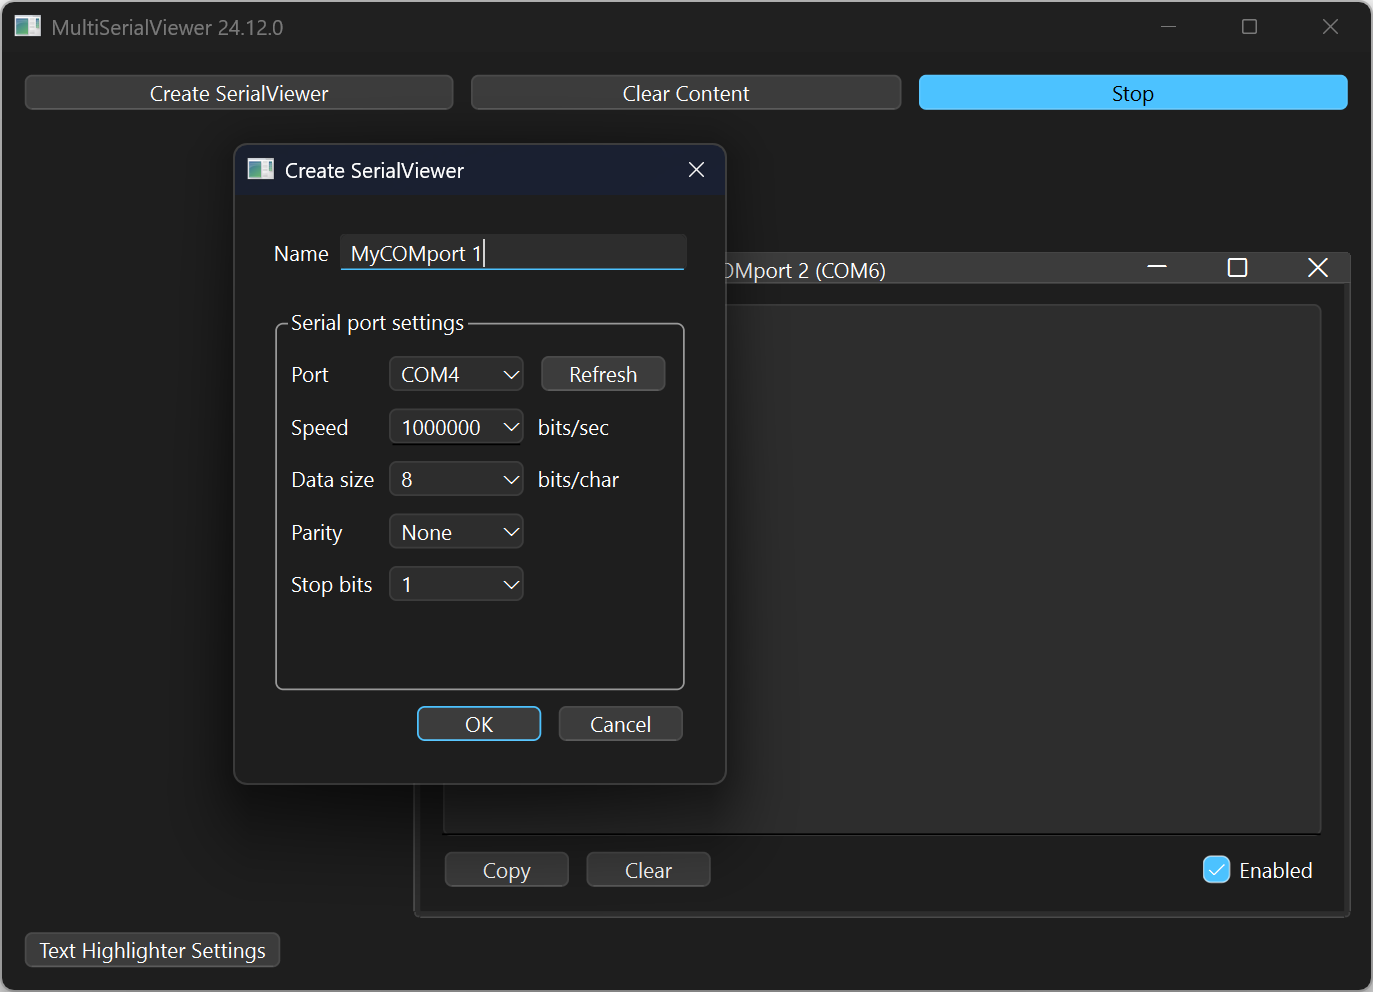 MultiSerialViewer 24.12.0
Create SerialViewer
Clear Content
Stop
Create SerialViewer
Name MyCOMport 1
port 2 (COM6)
Serial port settings
Port COM4 Refresh
Speed 1000000 bits/sec
Data size 8 bits/char
Parity None
Stop bits 1
OK Cancel
Copy Clear Enabled
Text Highlighter Settings